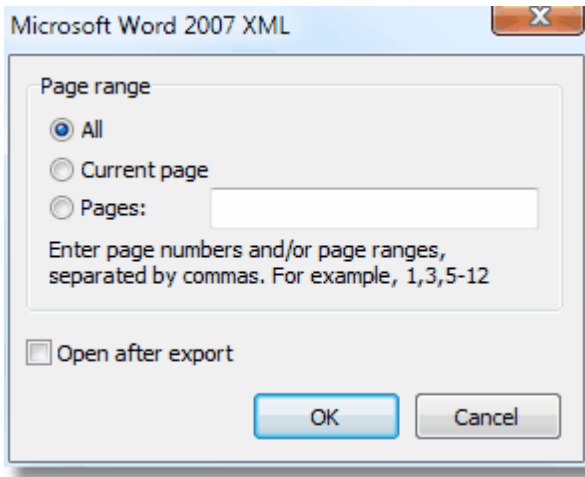 Microsoft Word 2007 XML
Page range
All
Current page
Pages:
Enter page numbers and/or page ranges,
separated by commas. For example, 1,3,5-12
Open after export
OK Cancel